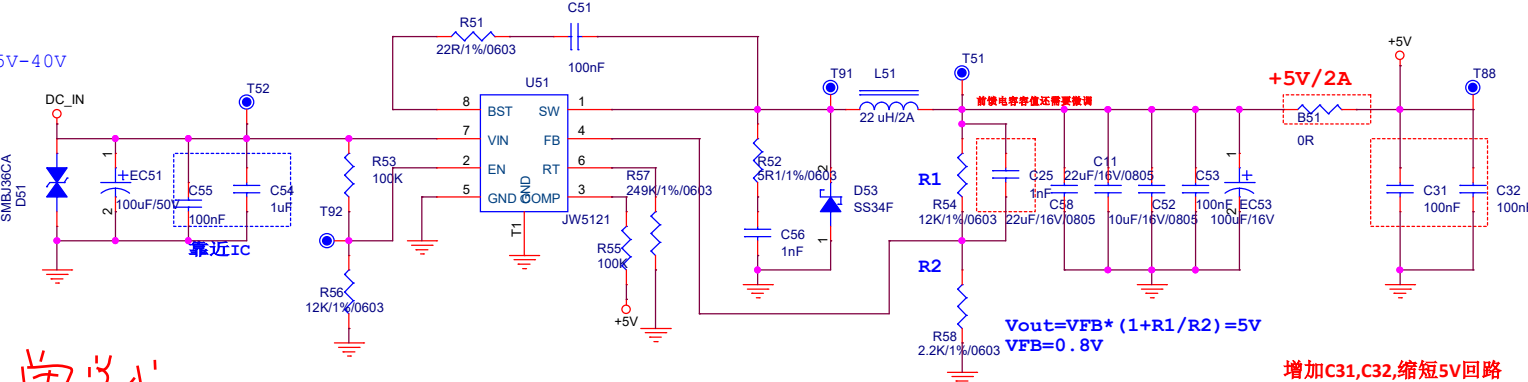 5V-40V
DC_IN
SMBJ36CA
D51
1
+
EC51
100uF/50V
2
C55
100nF
T52
C54
1uF
靠近IC
R53
100K
T92
R56
12K/1%/0603
R51
22R/1%/0603
C51
100nF
U51
8 BST SW 1
7 VIN FB 4
2 EN RT 6
5 GND COMP 3
GND
T1
JW5121
R57
249K/1%/0603
R55
100K
+5V
R52
5R1/1%/0603
C56
1nF
T91
2
D53
SS34F
1
L51
22 uH/2A
T51
前馈电容容值还需要微调
R1
R54
12K/1%/0603
C25
1nF
R2
R58
2.2K/1%/0603
C58
22uF/16V/0805
C11
22uF/16V/0805
C52
10uF/16V/0805
C53
100nF
1
+
EC53
100uF/16V
2
Vout=VFB*(1+R1/R2)=5V
VFB=0.8V
+5V/2A
B51
0R
+5V
T88
C31
100nF
C32
100nF
增加C31,C32,缩短5V回路